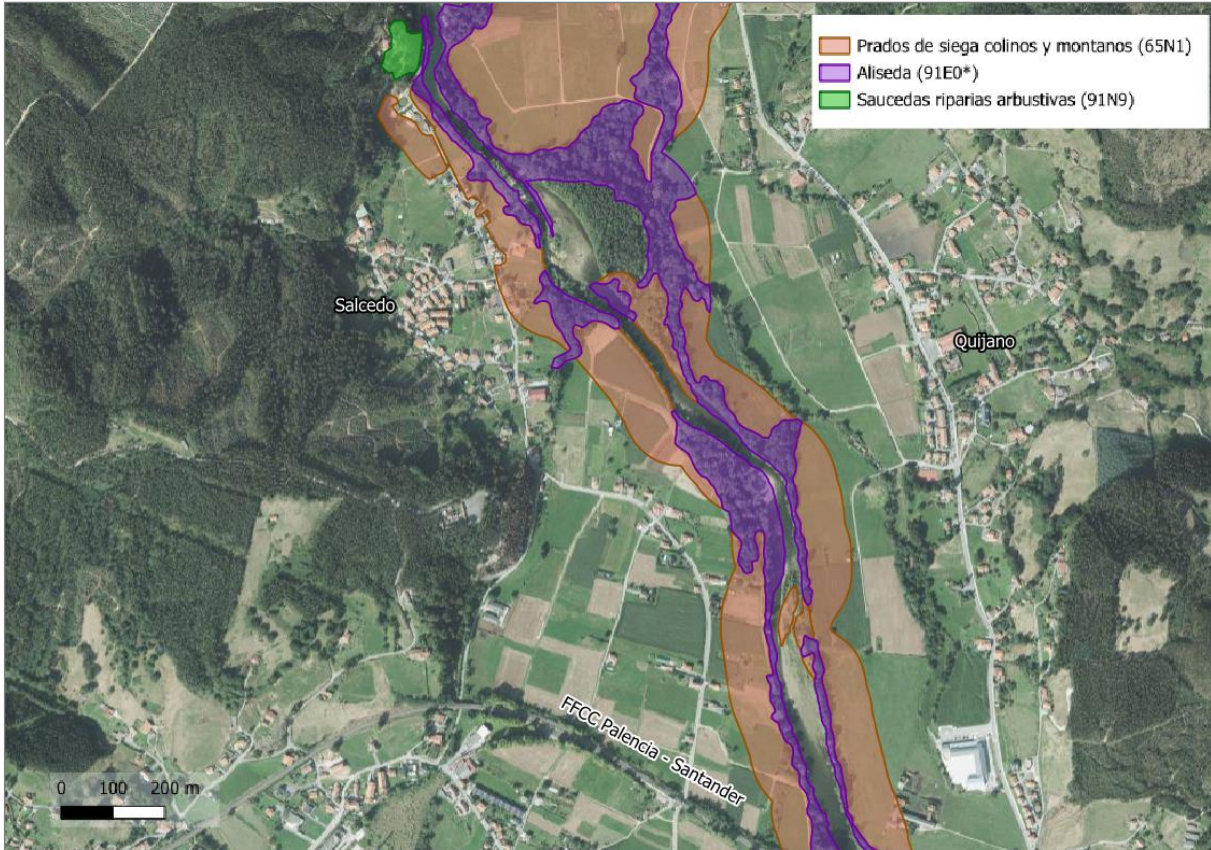 Prados de siega colinos y montanos (65N1)
Aliseda (91E0*)
Saucedas riparias arbustivas (91N9)
Salcedo
Quijano
FFCC Palencia - Santander
0 100 200 m